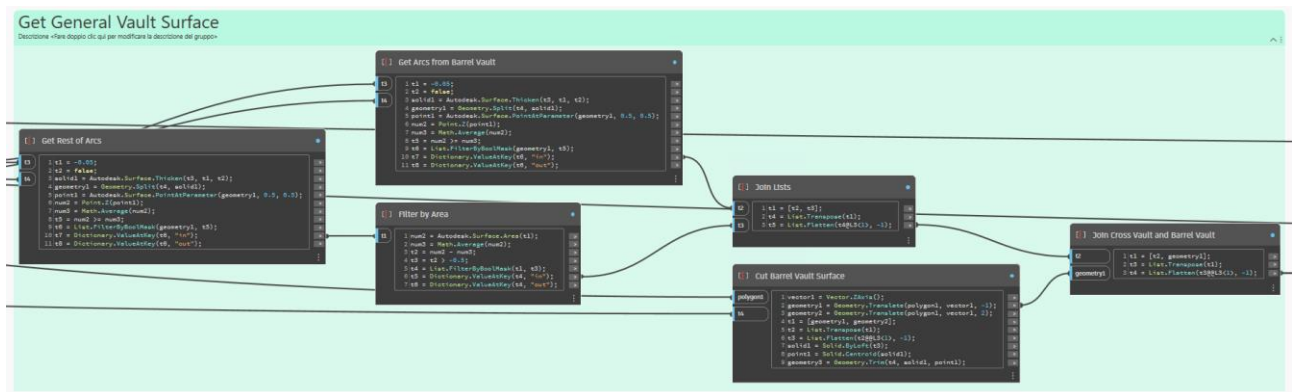 Get General Vault Surface
Descrizione <Fare doppio clic qui per modificare la descrizione del gruppo>
Get Arcs from Barrel Vault
t3
t4
1 t1 = -0.05;
2 t2 = false;
3 solid1 = Autodesk.Surface.Thicken(t3, t1, t2);
4 geometry1 = Geometry.Split(t4, solid1);
5 point1 = Autodesk.Surface.PointAtParameter(geometry1, 0.5, 0.5);
6 num2 = Point.Z(point1);
7 num3 = Math.Average(num2);
8 t5 = num2 >= num3;
9 t6 = List.FilterByBoolMask(geometry1, t5);
10 t7 = Dictionary.ValueAtKey(t6, "in");
11 t8 = Dictionary.ValueAtKey(t6, "out");
Get Rest of Arcs
t3
t4
1 t1 = -0.05;
2 t2 = false;
3 solid1 = Autodesk.Surface.Thicken(t3, t1, t2);
4 geometry1 = Geometry.Split(t4, solid1);
5 point1 = Autodesk.Surface.PointAtParameter(geometry1, 0.5, 0.5);
6 num2 = Point.Z(point1);
7 num3 = Math.Average(num2);
8 t5 = num2 >= num3;
9 t6 = List.FilterByBoolMask(geometry1, t5);
10 t7 = Dictionary.ValueAtKey(t6, "in");
11 t8 = Dictionary.ValueAtKey(t6, "out");
Filter by Area
t1
1 num2 = Autodesk.Surface.Area(t1);
2 num3 = Math.Average(num2);
3 t2 = num2 - num3;
4 t3 = t2 > -0.5;
5 t4 = List.FilterByBoolMask(t1, t3);
6 t5 = Dictionary.ValueAtKey(t4, "in");
7 t6 = Dictionary.ValueAtKey(t4, "out");
Join Lists
t2
t3
1 t1 = [t2, t3];
2 t4 = List.Transpose(t1);
3 t5 = List.Flatten(t4@L3<1>, -1);
Cut Barrel Vault Surface
polygon1
t4
1 vector1 = Vector.ZAxis();
2 geometry1 = Geometry.Translate(polygon1, vector1, -1);
3 geometry2 = Geometry.Translate(polygon1, vector1, 2);
4 t1 = [geometry1, geometry2];
5 t2 = List.Transpose(t1);
6 t3 = List.Flatten(t2@@L3<1>, -1);
7 solid1 = Solid.ByLoft(t3);
8 point1 = Solid.Centroid(solid1);
9 geometry3 = Geometry.Trim(t4, solid1, point1);
Join Cross Vault and Barrel Vault
t2
geometry1
1 t1 = [t2, geometry1];
2 t3 = List.Transpose(t1);
3 t4 = List.Flatten(t3@@L3<1>, -1);